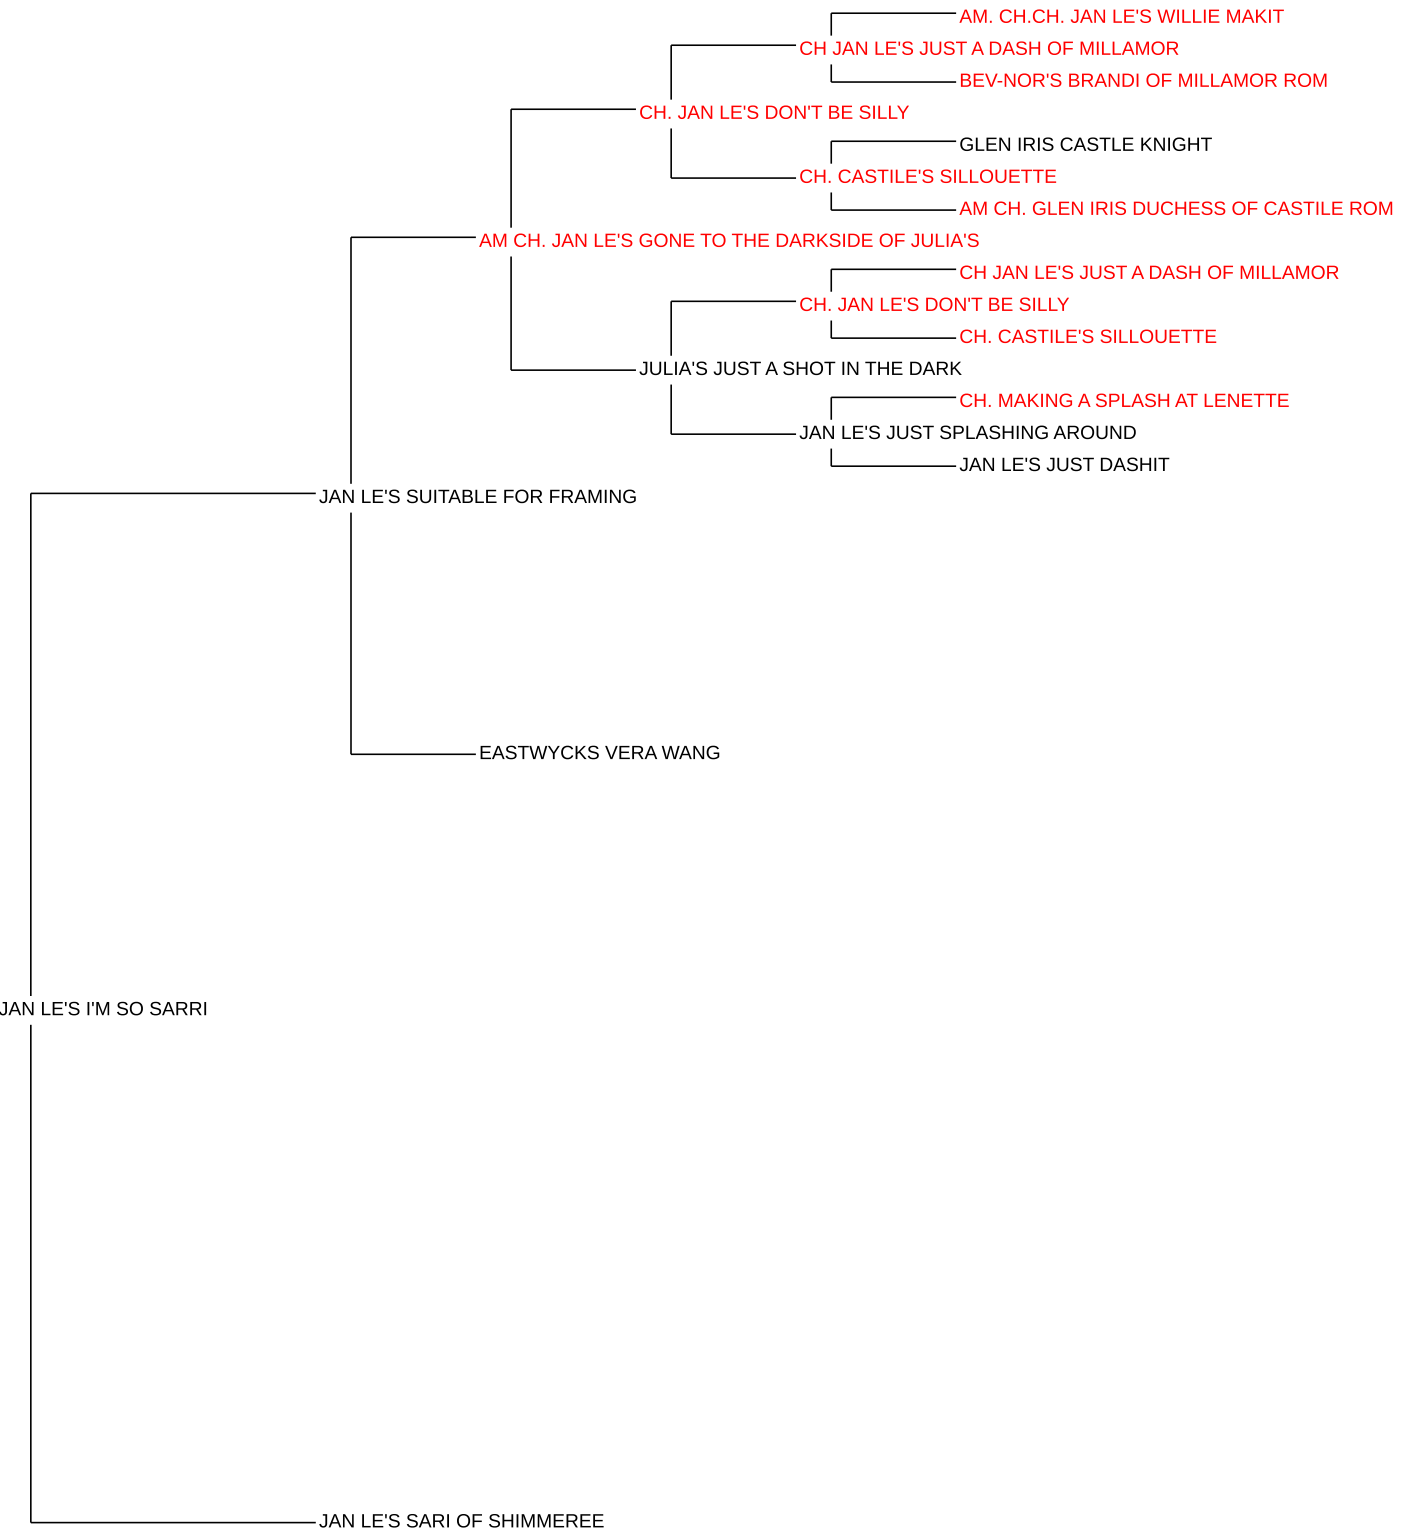 AM. CH.CH. JAN LE'S WILLIE MAKIT
CH JAN LE'S JUST A DASH OF MILLAMOR
BEV-NOR'S BRANDI OF MILLAMOR ROM
CH. JAN LE'S DON'T BE SILLY
GLEN IRIS CASTLE KNIGHT
CH. CASTILE'S SILLOUETTE
AM CH. GLEN IRIS DUCHESS OF CASTILE ROM
AM CH. JAN LE'S GONE TO THE DARKSIDE OF JULIA'S
CH JAN LE'S JUST A DASH OF MILLAMOR
CH. JAN LE'S DON'T BE SILLY
CH. CASTILE'S SILLOUETTE
JULIA'S JUST A SHOT IN THE DARK
CH. MAKING A SPLASH AT LENETTE
JAN LE'S JUST SPLASHING AROUND
JAN LE'S JUST DASHIT
JAN LE'S SUITABLE FOR FRAMING
EASTWYCKS VERA WANG
JAN LE'S I'M SO SARRI
JAN LE'S SARI OF SHIMMEREE